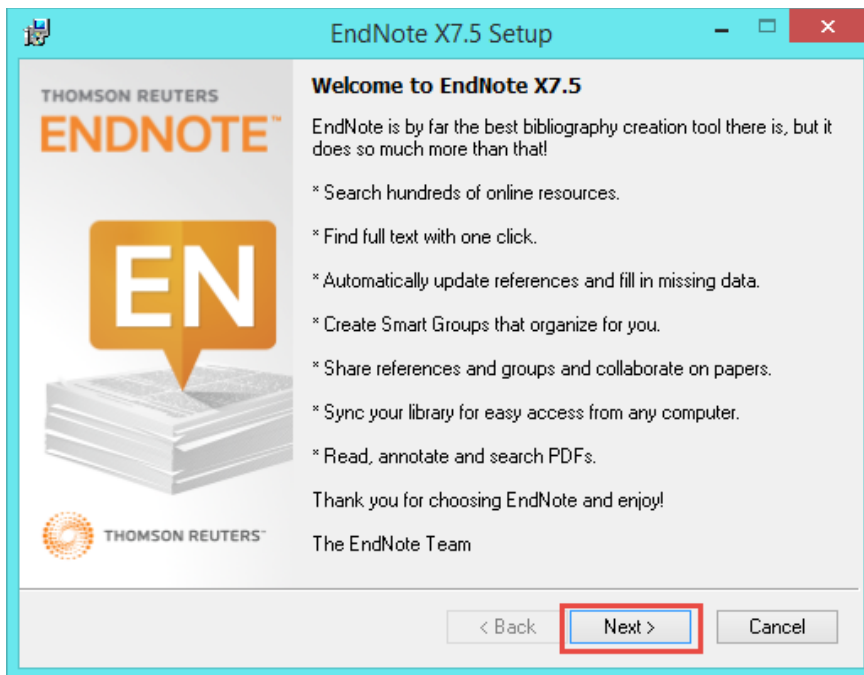 EndNote X7.5 Setup
THOMSON REUTERS
ENDNOTE™
EN
THOMSON REUTERS™
Welcome to EndNote X7.5
EndNote is by far the best bibliography creation tool there is, but it
does so much more than that!
* Search hundreds of online resources.
* Find full text with one click.
* Automatically update references and fill in missing data.
* Create Smart Groups that organize for you.
* Share references and groups and collaborate on papers.
* Sync your library for easy access from any computer.
* Read, annotate and search PDFs.
Thank you for choosing EndNote and enjoy!
The EndNote Team
< Back
Next >
Cancel